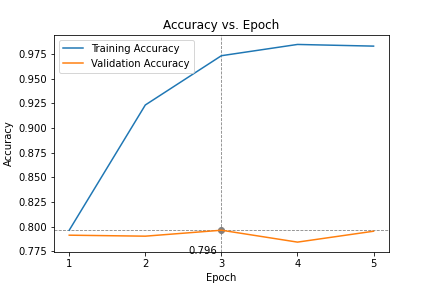 Accuracy vs. Epoch
Training Accuracy
Validation Accuracy
0.975
0.950
0.925
0.900
0.875
0.850
0.825
0.800
0.775
Accuracy
0.796
1 2 3 4 5
Epoch